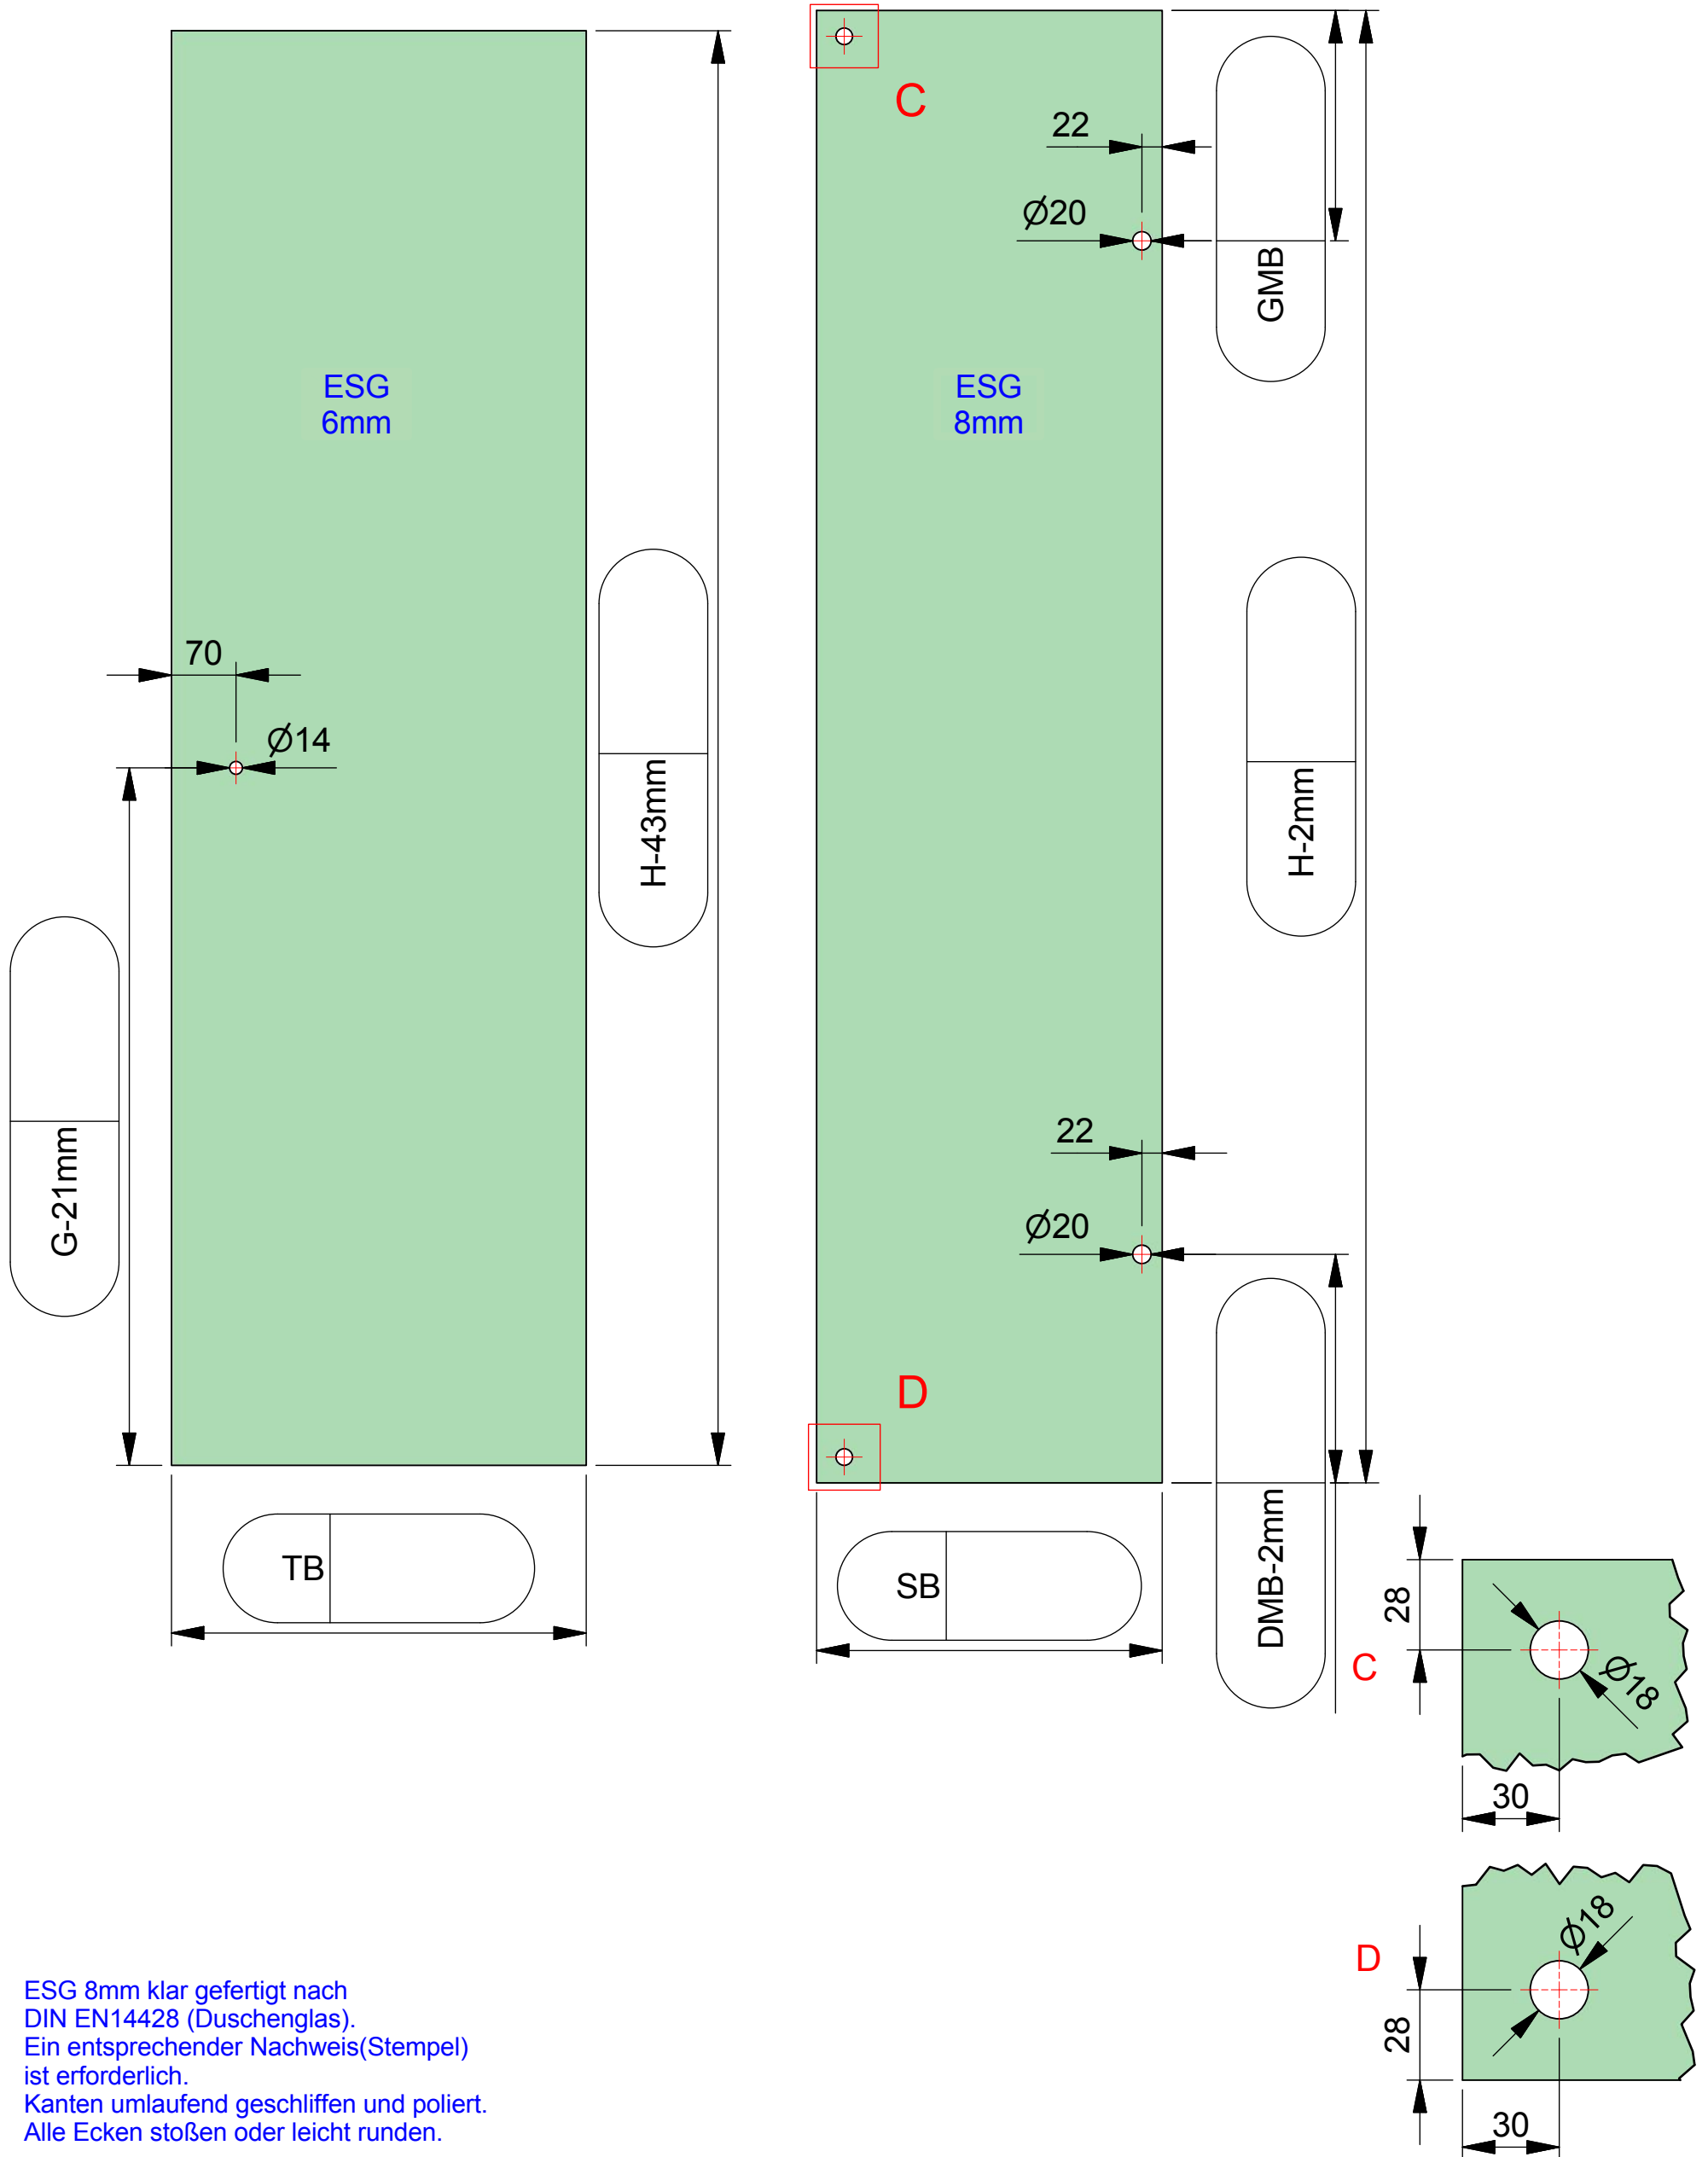 C
22
Ø20
GMB
ESG
6mm
ESG
8mm
70
Ø14
H-43mm
H-2mm
G-21mm
22
Ø20
D
TB
SB
DMB-2mm
28
Ø18
C
30
Ø18
D
28
30
ESG 8mm klar gefertigt nach
DIN EN14428 (Duschenglas).
Ein entsprechender Nachweis(Stempel)
ist erforderlich.
Kanten umlaufend geschliffen und poliert.
Alle Ecken stoßen oder leicht runden.